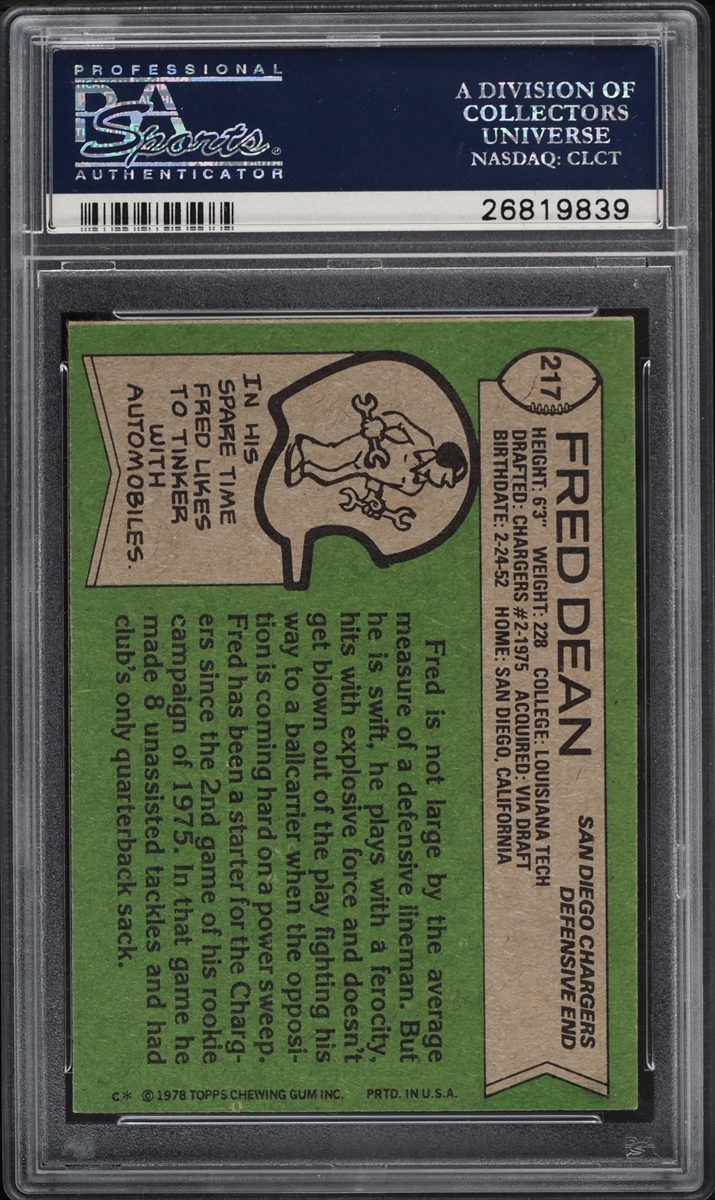 PROFESSIONAL
PSA
Sports
AUTHENTICATOR
A DIVISION OF
COLLECTORS
UNIVERSE
NASDAQ: CLCT
26819839
217
FRED DEAN
SAN DIEGO CHARGERS
DEFENSIVE END
HEIGHT: 6'3" WEIGHT: 228 COLLEGE: LOUISIANA TECH
DRAFTED: CHARGERS #2-1975 ACQUIRED: VIA DRAFT
BIRTHDATE: 2-24-52 HOME: SAN DIEGO, CALIFORNIA
IN HIS
SPARE TIME
FRED LIKES
TO TINKER
WITH
AUTOMOBILES.
Fred is not large by the average
measure of a defensive lineman. But
he is swift, he plays with a ferocity,
hits with explosive force and doesn't
get blown out of the play fighting his
way to a ballcarrier when the opposi-
tion is coming hard on a power sweep.
Fred has been a starter for the Charg-
ers since the 2nd game of his rookie
campaign of 1975. In that game he
made 8 unassisted tackles and had
club's only quarterback sack.
C* © 1978 TOPPS CHEWING GUM INC. PRTD. IN U.S.A.